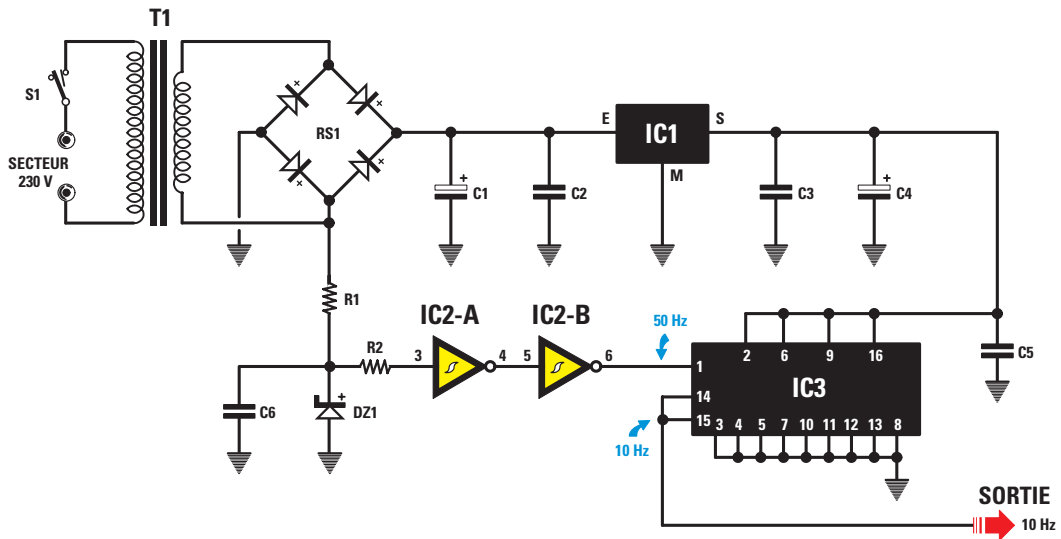 T1
S1
SECTEUR
230 V
RS1
E
IC1
S
M
+
C1
C2
C3
+
C4
R1
IC2-A
IC2-B
50 Hz
R2
3
4
5
6
C6
+
DZ1
2 6 9 16
1
IC3
14
15
3 4 5 7 10 11 12 13 8
10 Hz
C5
SORTIE
10 Hz